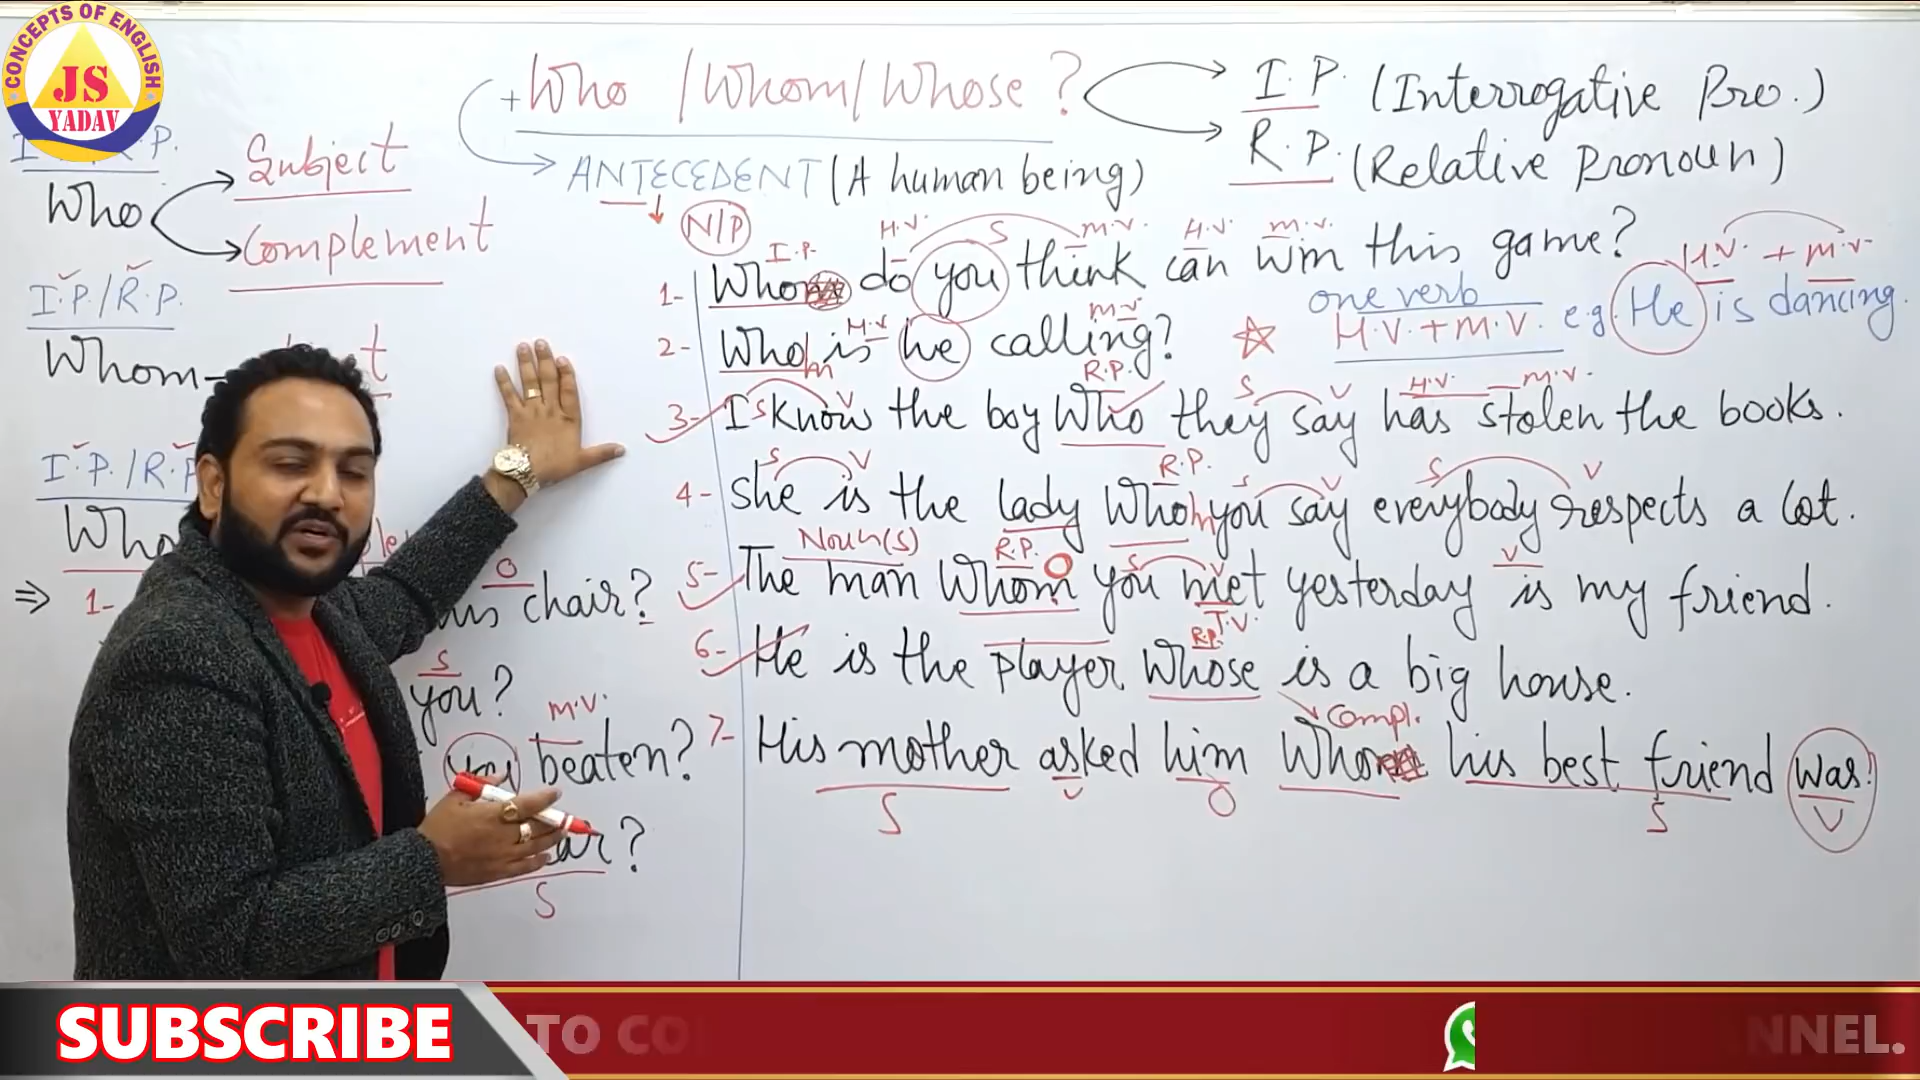 CONCEPTS OF ENGLISH
JS
YADAV
+ Who / Whom / Whose ?
I. P. (Interrogative Pro.)
R. P. (Relative Pronoun)
ANTECEDENT (A human being)
N/P
Who
Subject
Complement
I.P. / R.P.
Whom
I.P. / R.P.
⇒ 1-
O
chair?
S
you?
M.V.
you beaten?
?
S
I.P. H.V. S M.V. H.V. M.V.
1- Who do you think can win this game?
H.V. + M.V.
one verb
H.V. + M.V. e.g. He is dancing.
H.V. M.V.
2- Whom is he calling?
R.P. S V H.V. M.V.
S V
3- I know the boy Who they say has stolen the books.
S V R.P. S V S V
4- She is the lady Whom you say everybody respects a lot.
Noun(S) R.P. O S V V
5- The man Whom you met yesterday is my friend.
T.V.
R.P.
6- He is the player whose is a big house.
Compl.
7- His mother asked him Who his best friend was.
S V O S V
SUBSCRIBE
TO CO
NNEL.